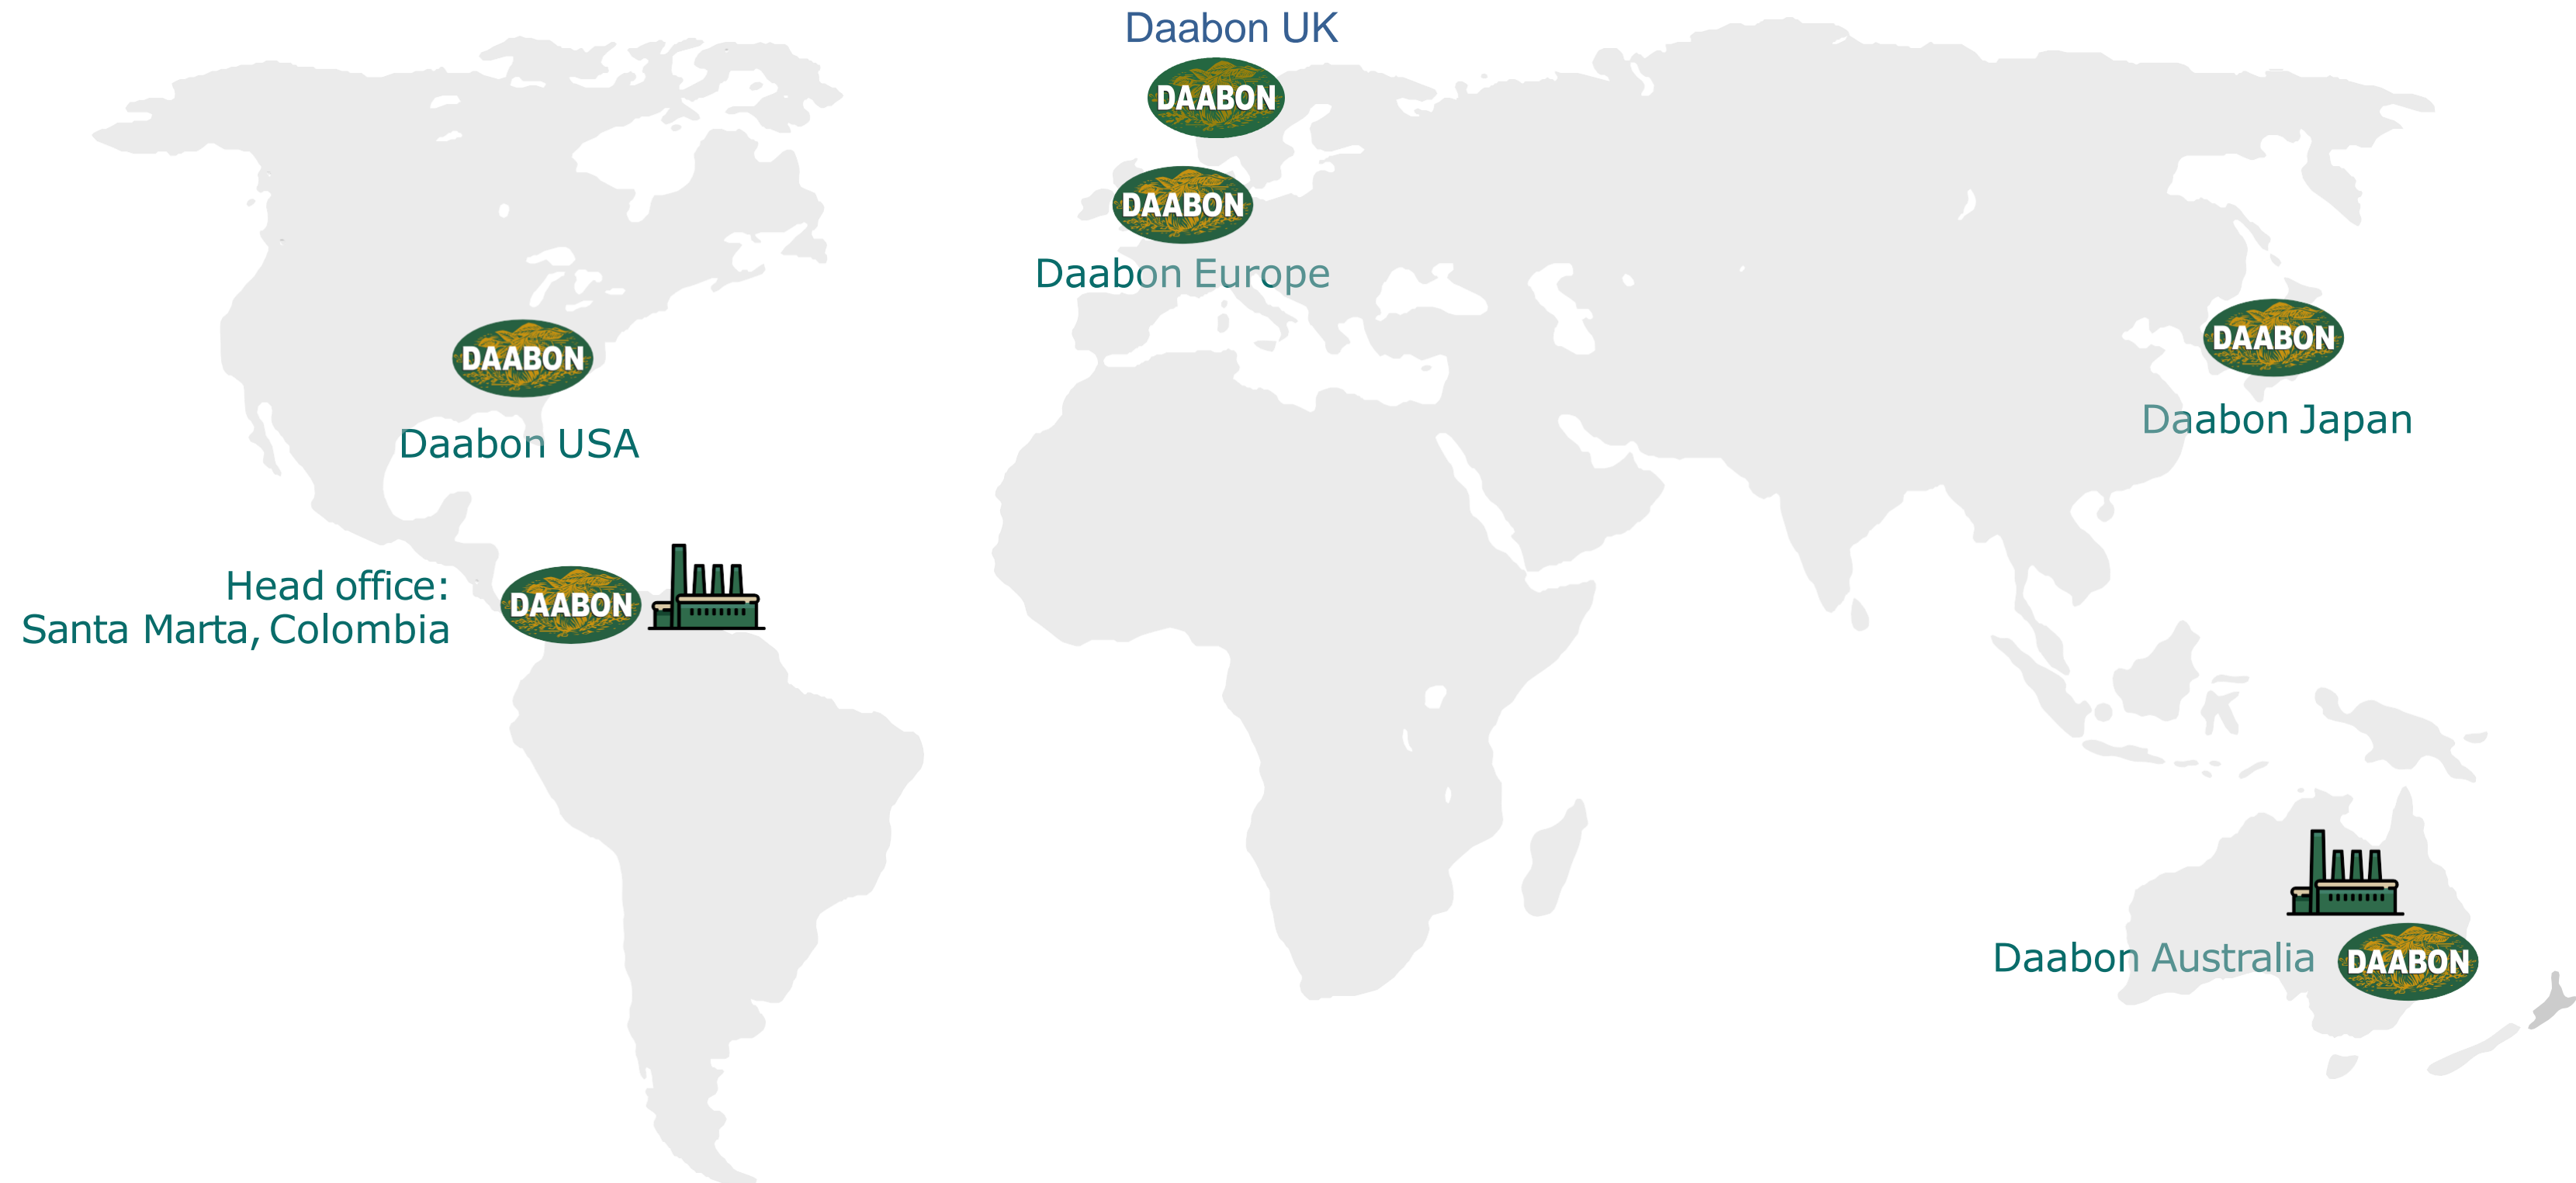 Daabon UK
DAABON
DAABON
Daabon Europe
DAABON
Daabon USA
DAABON
Daabon Japan
Head office:
Santa Marta, Colombia
DAABON
Daabon Australia
DAABON